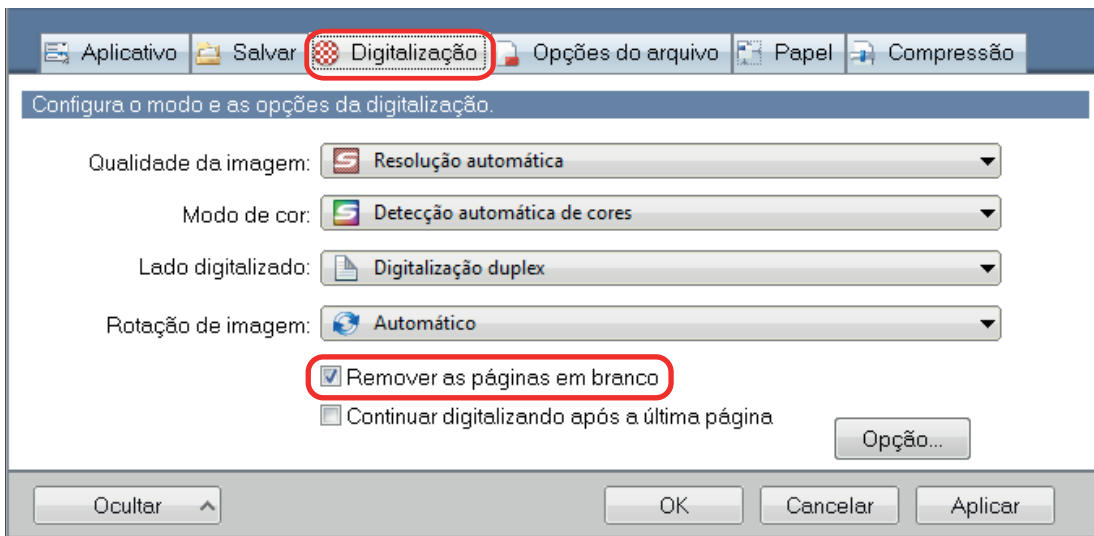 Aplicativo Salvar Digitalização Opções do arquivo Papel Compressão
Configura o modo e as opções da digitalização.
Qualidade da imagem: Resolução automática
Modo de cor: Detecção automática de cores
Lado digitalizado: Digitalização duplex
Rotação de imagem: Automático
Remover as páginas em branco
Continuar digitalizando após a última página
Opção...
Ocultar OK Cancelar Aplicar